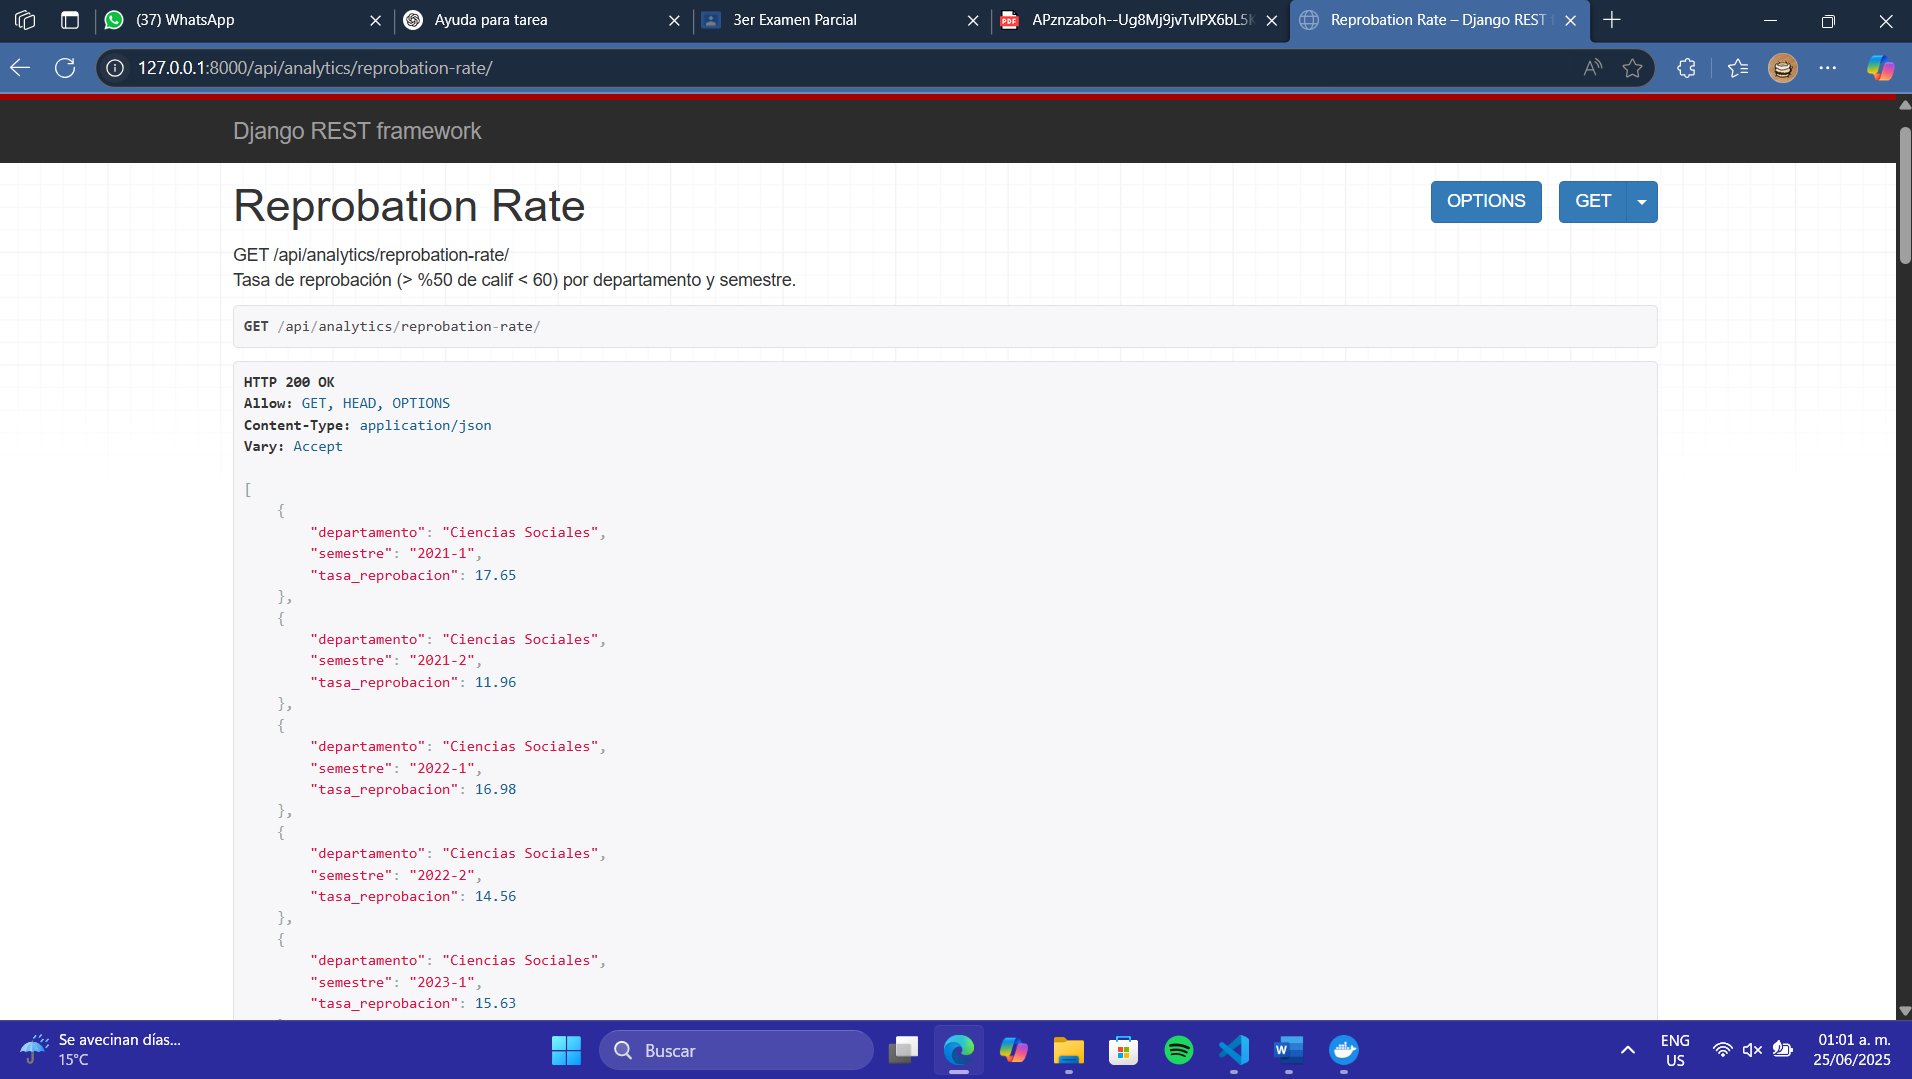 (37) WhatsApp
Ayuda para tarea
3er Examen Parcial
APznzaboh--Ug8Mj9jvTvlPX6bL5K
Reprobation Rate – Django REST
127.0.0.1:8000/api/analytics/reprobation-rate/
Django REST framework
Reprobation Rate
OPTIONS
GET
GET /api/analytics/reprobation-rate/
Tasa de reprobación (> %50 de calif < 60) por departamento y semestre.
GET /api/analytics/reprobation-rate/
HTTP 200 OK
Allow: GET, HEAD, OPTIONS
Content-Type: application/json
Vary: Accept
[
{
"departamento": "Ciencias Sociales",
"semestre": "2021-1",
"tasa_reprobacion": 17.65
},
{
"departamento": "Ciencias Sociales",
"semestre": "2021-2",
"tasa_reprobacion": 11.96
},
{
"departamento": "Ciencias Sociales",
"semestre": "2022-1",
"tasa_reprobacion": 16.98
},
{
"departamento": "Ciencias Sociales",
"semestre": "2022-2",
"tasa_reprobacion": 14.56
},
{
"departamento": "Ciencias Sociales",
"semestre": "2023-1",
"tasa_reprobacion": 15.63
Se avecinan días...
15°C
Buscar
ENG
US
01:01 a. m.
25/06/2025